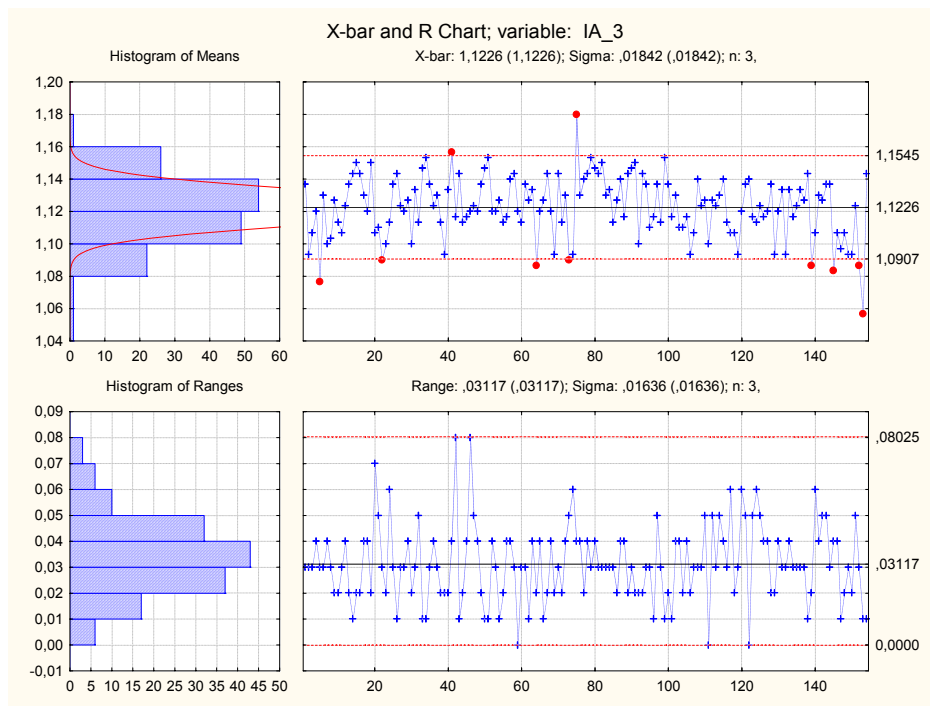 X-bar and R Chart; variable: IA_3
Histogram of Means
X-bar: 1,1226 (1,1226); Sigma: ,01842 (,01842); n: 3,
1,20
1,18
1,16
1,14
1,12
1,10
1,08
1,06
1,04
0 10 20 30 40 50 60
20 40 60 80 100 120 140
1,1545
1,1226
1,0907
Histogram of Ranges
Range: ,03117 (,03117); Sigma: ,01636 (,01636); n: 3,
0,09
0,08
0,07
0,06
0,05
0,04
0,03
0,02
0,01
0,00
-0,01
0 5 10 15 20 25 30 35 40 45 50
20 40 60 80 100 120 140
,08025
,03117
0,0000